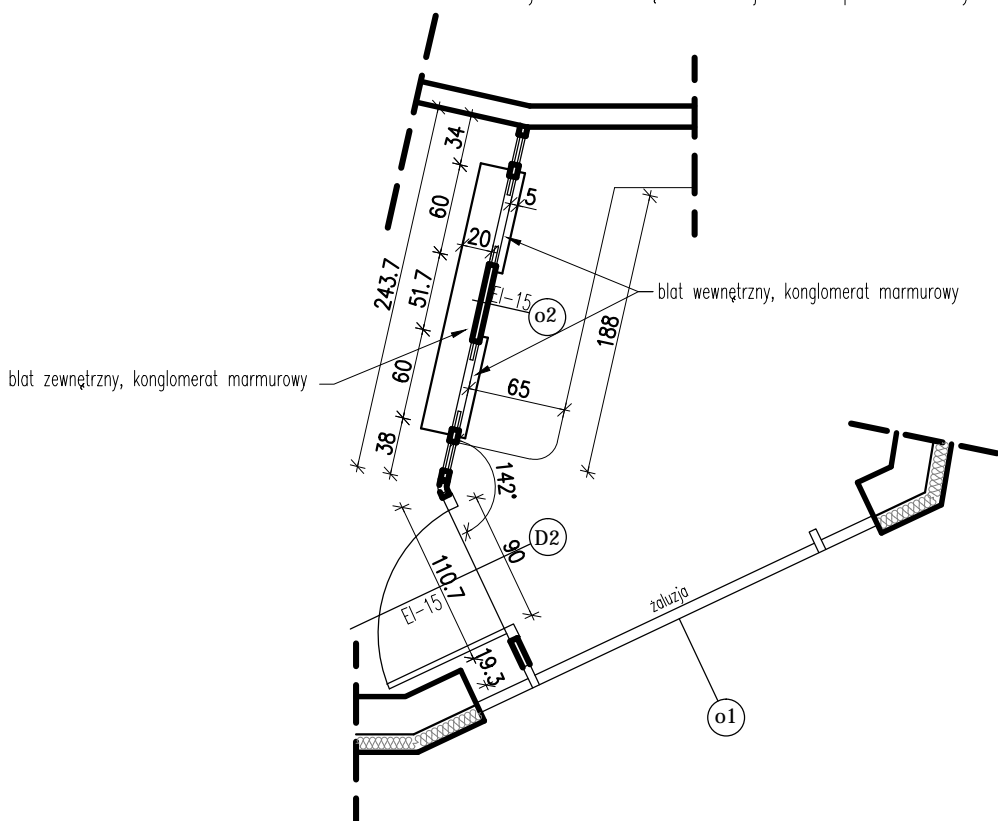 34
5
60
20
243.7
51.7
EI-15
o2
blat wewnętrzny, konglomerat marmurowy
188
blat zewnętrzny, konglomerat marmurowy
60
65
38
142°
D2
90
110.7
EI-15
żaluzja
19.3
o1